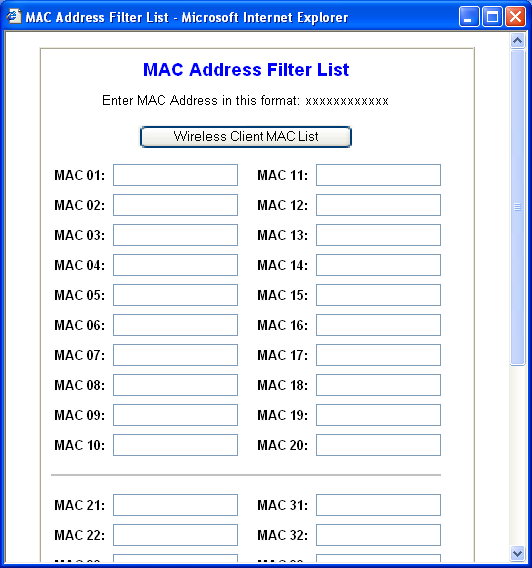 MAC Address Filter List - Microsoft Internet Explorer
MAC Address Filter List
Enter MAC Address in this format: xxxxxxxxxxxx
Wireless Client MAC List
MAC 01: MAC 11:
MAC 02: MAC 12:
MAC 03: MAC 13:
MAC 04: MAC 14:
MAC 05: MAC 15:
MAC 06: MAC 16:
MAC 07: MAC 17:
MAC 08: MAC 18:
MAC 09: MAC 19:
MAC 10: MAC 20:
MAC 21: MAC 31:
MAC 22: MAC 32: